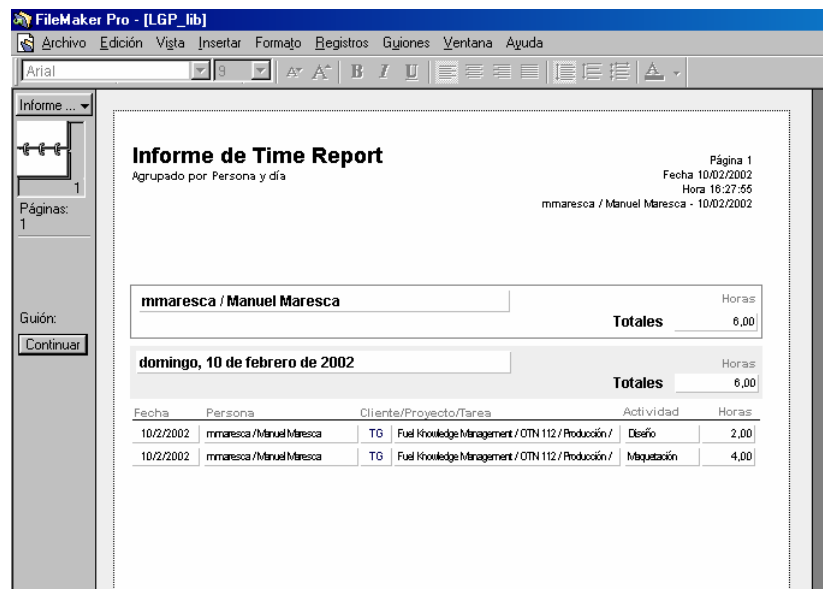 FileMaker Pro - [LGP_lib]
Archivo Edición Vista Insertar Formato Registros Guiones Ventana Ayuda
Arial 9 B I U A
Informe ...
1
Páginas:
1
Guión:
Continuar
Informe de Time Report
Agrupado por Persona y día
Página 1
Fecha 10/02/2002
Hora 16:27:55
mmaresca / Manuel Maresca - 10/02/2002
mmaresca / Manuel Maresca Horas
Totales 6,00
domingo, 10 de febrero de 2002 Horas
Totales 6,00
Fecha Persona Cliente/Proyecto/Tarea Actividad Horas
10/2/2002 mmaresca / Manuel Maresca TG Fuel Knowledge Management / OTN 112 / Producción / Diseño 2,00
10/2/2002 mmaresca / Manuel Maresca TG Fuel Knowledge Management / OTN 112 / Producción / Maquetación 4,00